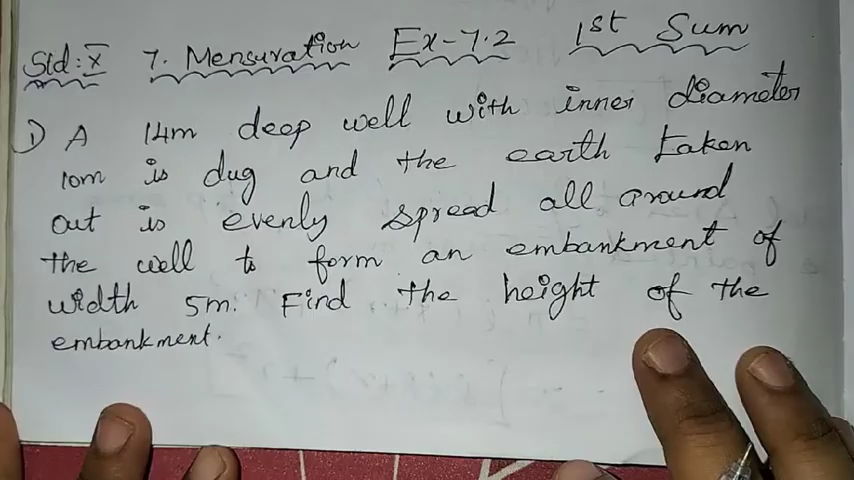 Std: X 7. Mensuration Ex-7.2 1st Sum
1) A 14m deep well with inner diameter
10m is dug and the earth taken
out is evenly spread all around
the well to form an embankment of
width 5m. Find the height of the
embankment.